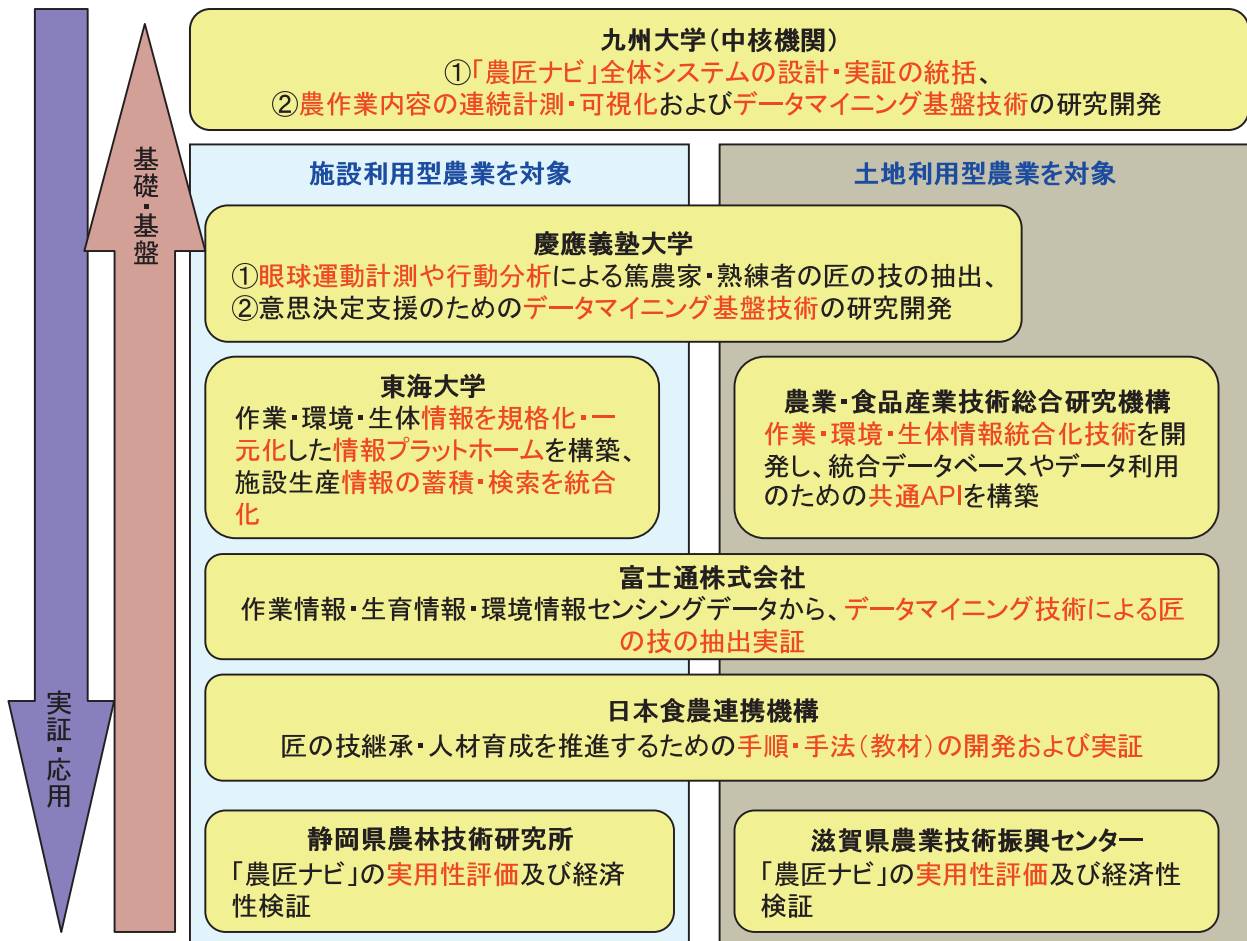 九州大学(中核機関)
①「農匠ナビ」全体システムの設計・実証の統括、
②農作業内容の連続計測・可視化およびデータマイニング基盤技術の研究開発
基礎・基盤
実証・応用
施設利用型農業を対象
土地利用型農業を対象
慶應義塾大学
①眼球運動計測や行動分析による篤農家・熟練者の匠の技の抽出、
②意思決定支援のためのデータマイニング基盤技術の研究開発
東海大学
作業・環境・生体情報を規格化・一
元化した情報プラットホームを構築、
施設生産情報の蓄積・検索を統合
化
農業・食品産業技術総合研究機構
作業・環境・生体情報統合化技術を開
発し、統合データベースやデータ利用
のための共通APIを構築
富士通株式会社
作業情報・生育情報・環境情報センシングデータから、データマイニング技術による匠
の技の抽出実証
日本食農連携機構
匠の技継承・人材育成を推進するための手順・手法(教材)の開発および実証
静岡県農林技術研究所
「農匠ナビ」の実用性評価及び経済
性検証
滋賀県農業技術振興センター
「農匠ナビ」の実用性評価及び経済性
検証